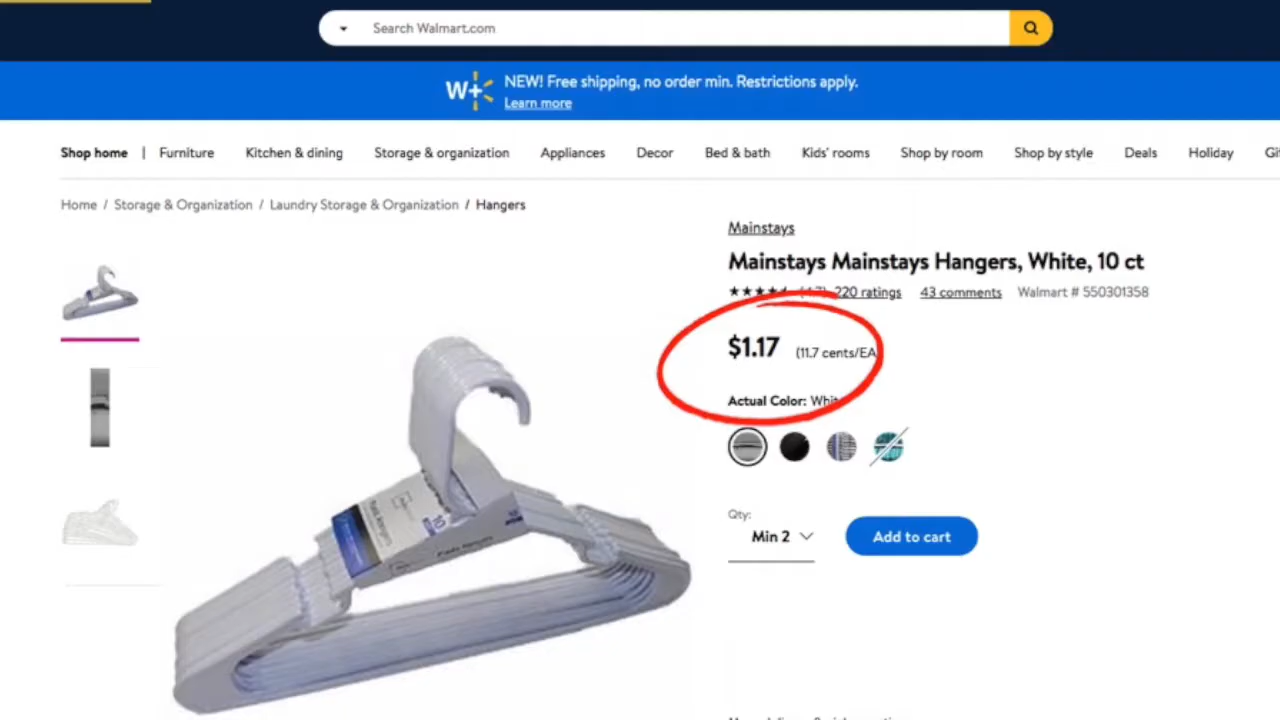 Search Walmart.com
W+
NEW! Free shipping, no order min. Restrictions apply.
Learn more
Shop home | Furniture Kitchen & dining Storage & organization Appliances Decor Bed & bath Kids' rooms Shop by room Shop by style Deals Holiday
Home / Storage & Organization / Laundry Storage & Organization / Hangers
Mainstays
Mainstays Mainstays Hangers, White, 10 ct
220 ratings 43 comments Walmart # 550301358
$1.17 (11.7 cents/EA
Actual Color: White
Qty:
Min 2
Add to cart
10